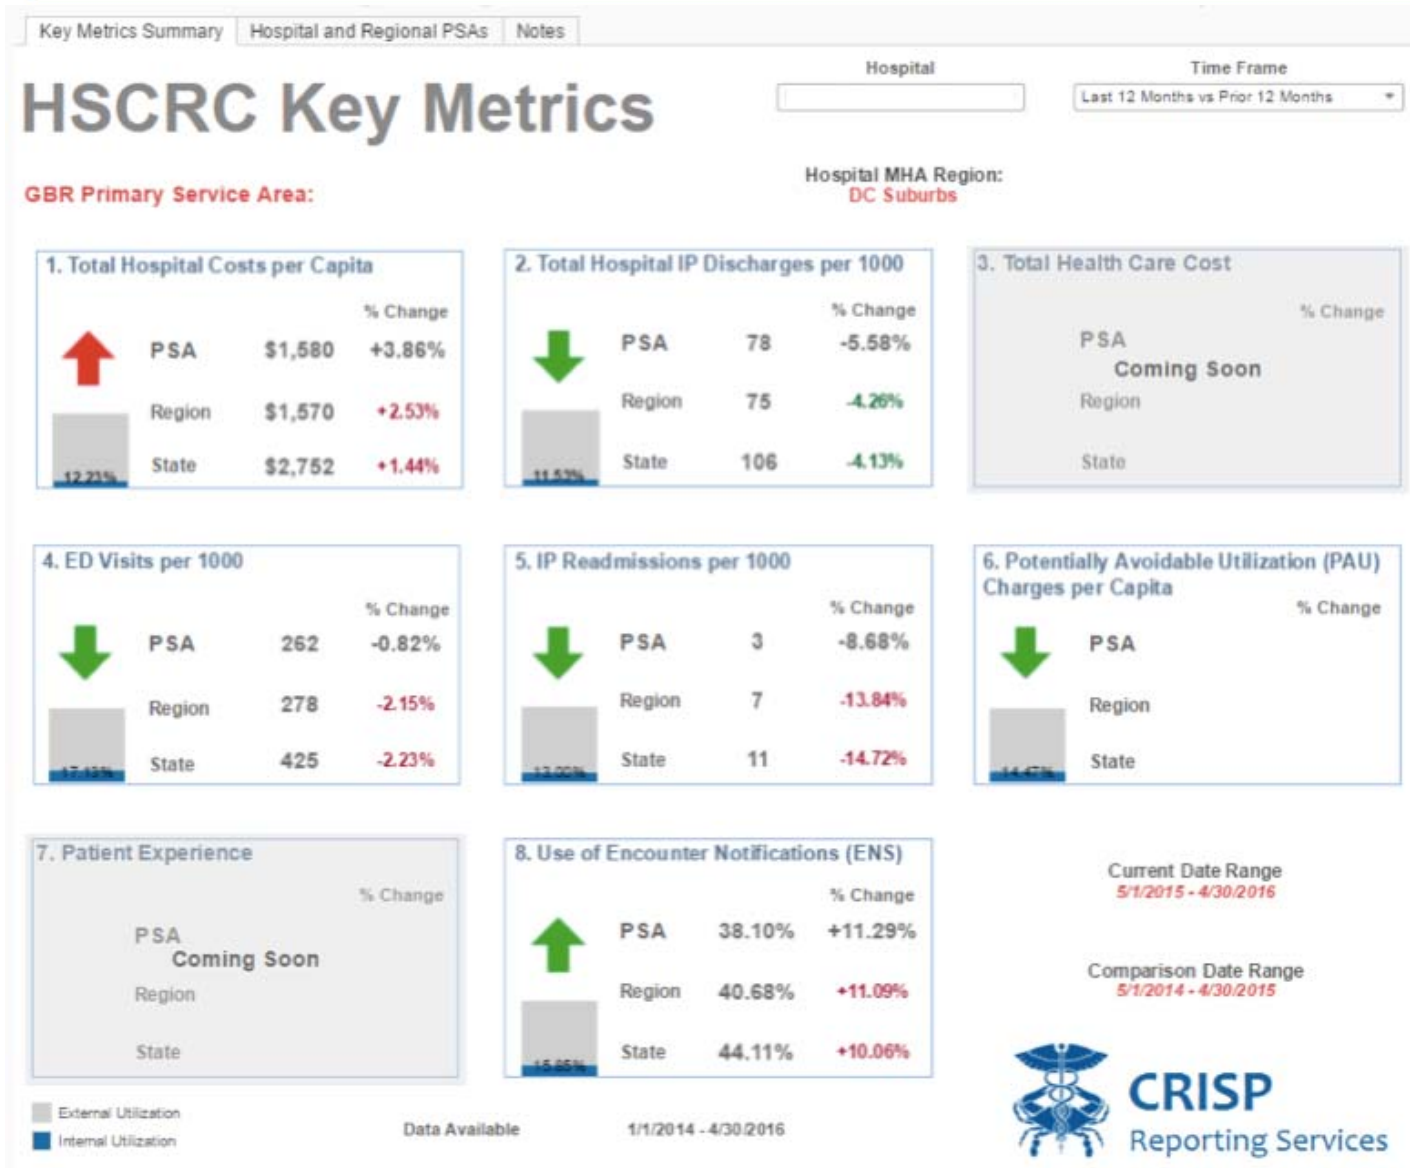 Key Metrics Summary
Hospital and Regional PSAs
Notes
HSCRC Key Metrics
Hospital
Time Frame
Last 12 Months vs Prior 12 Months
GBR Primary Service Area:
Hospital MHA Region:
DC Suburbs
1. Total Hospital Costs per Capita
% Change
PSA $1,580 +3.86%
Region $1,570 +2.53%
State $2,752 +1.44%
12.23%
2. Total Hospital IP Discharges per 1000
% Change
PSA 78 -5.58%
Region 75 -4.26%
State 106 -4.13%
11.53%
3. Total Health Care Cost
% Change
PSA
Coming Soon
Region
State
4. ED Visits per 1000
% Change
PSA 262 -0.82%
Region 278 -2.15%
State 425 -2.23%
17.13%
5. IP Readmissions per 1000
% Change
PSA 3 -8.68%
Region 7 -13.84%
State 11 -14.72%
6. Potentially Avoidable Utilization (PAU)
Charges per Capita
% Change
PSA
Region
State
14.47%
7. Patient Experience
% Change
PSA
Coming Soon
Region
State
8. Use of Encounter Notifications (ENS)
% Change
PSA 38.10% +11.29%
Region 40.68% +11.09%
State 44.11% +10.06%
Current Date Range
5/1/2015 - 4/30/2016
Comparison Date Range
5/1/2014 - 4/30/2015
External Utilization
Internal Utilization
Data Available 1/1/2014 - 4/30/2016
CRISP
Reporting Services